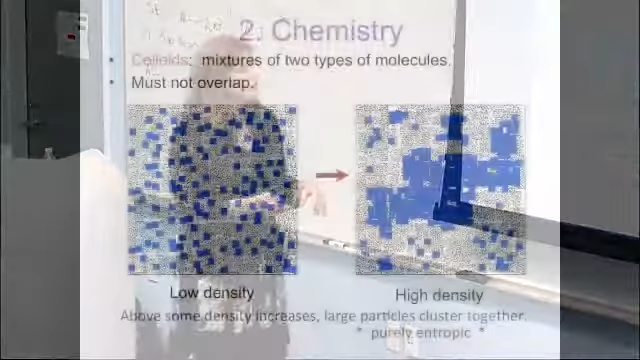 2. Chemistry
• Colloids: mixtures of two types of molecules.
• Must not overlap.
Low density
High density
Above some density increases, large particles cluster together.
* purely entropic *